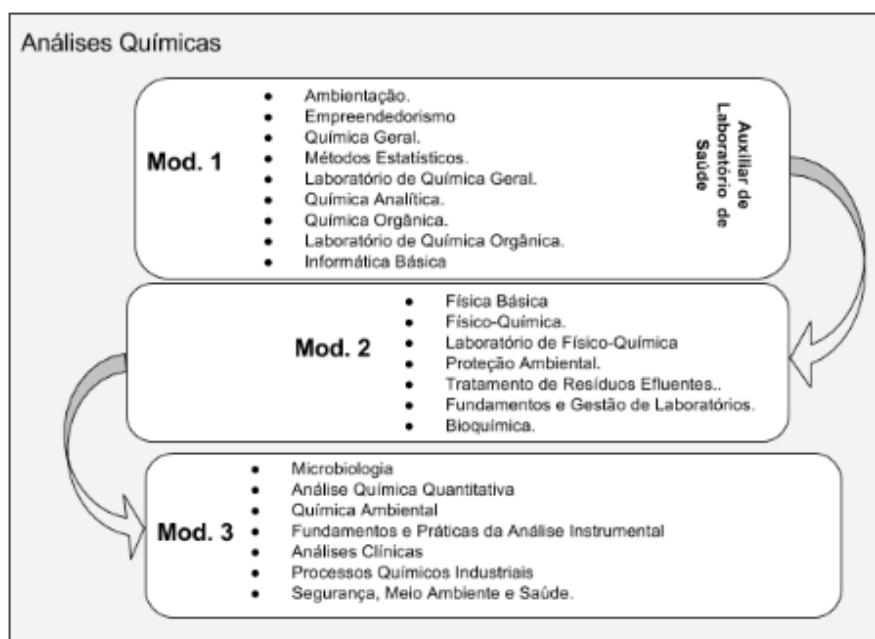 Análises Químicas
Mod. 1
Ambientação.
Empreendedorismo
Química Geral.
Métodos Estatísticos.
Laboratório de Química Geral.
Química Analítica.
Química Orgânica.
Laboratório de Química Orgânica.
Informática Básica
Auxiliar de
Laboratório de
Saúde
Mod. 2
Física Básica
Físico-Química.
Laboratório de Físico-Química
Proteção Ambiental.
Tratamento de Resíduos Efluentes..
Fundamentos e Gestão de Laboratórios.
Bioquímica.
Mod. 3
Microbiologia
Análise Química Quantitativa
Química Ambiental
Fundamentos e Práticas da Análise Instrumental
Análises Clínicas
Processos Químicos Industriais
Segurança, Meio Ambiente e Saúde.